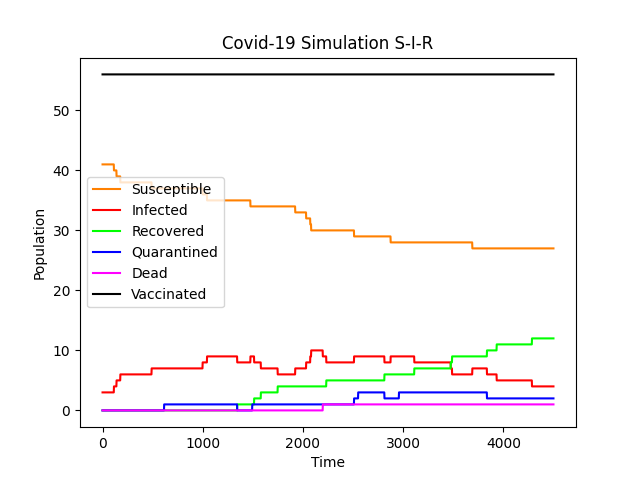 Covid-19 Simulation S-I-R
Population
50
40
30
20
10
0
Susceptible
Infected
Recovered
Quarantined
Dead
Vaccinated
0 1000 2000 3000 4000
Time